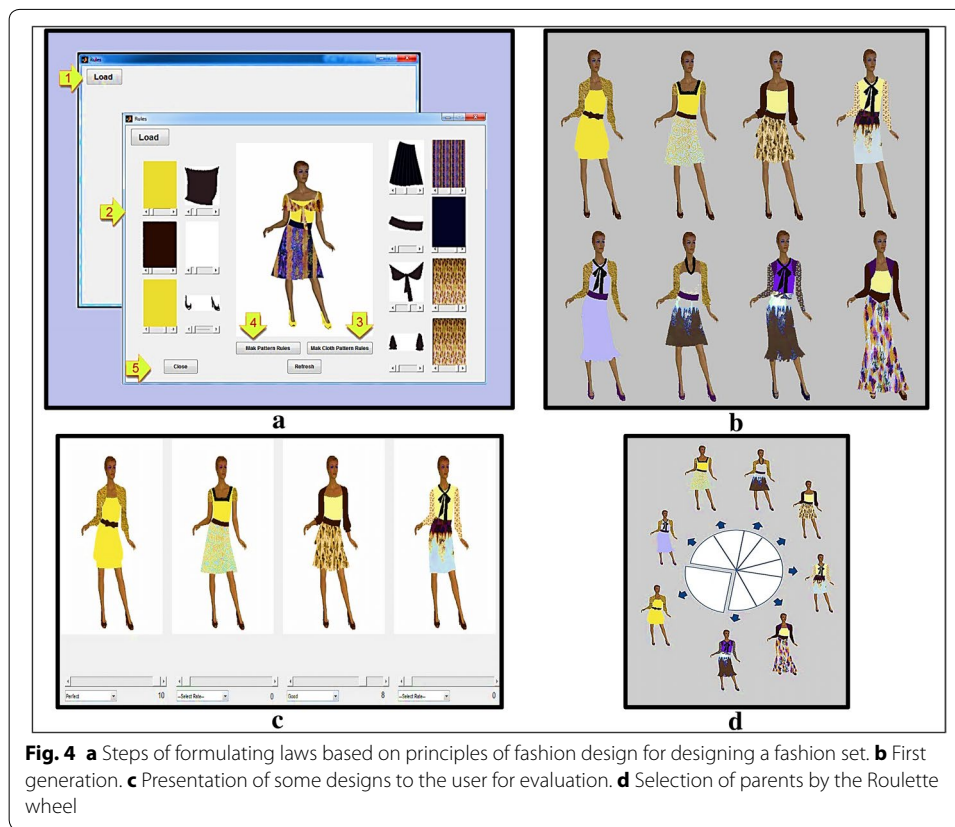 Rules
1
Load
Rules
Load
2
4
3
Mak Pattern Rules
Mak Cloth Pattern Rules
5
Close
Refresh
a
b
Perfect
10
--Select Rate--
0
Good
8
--Select Rate--
0
c
d
Fig. 4 a Steps of formulating laws based on principles of fashion design for designing a fashion set. b First
generation. c Presentation of some designs to the user for evaluation. d Selection of parents by the Roulette
wheel